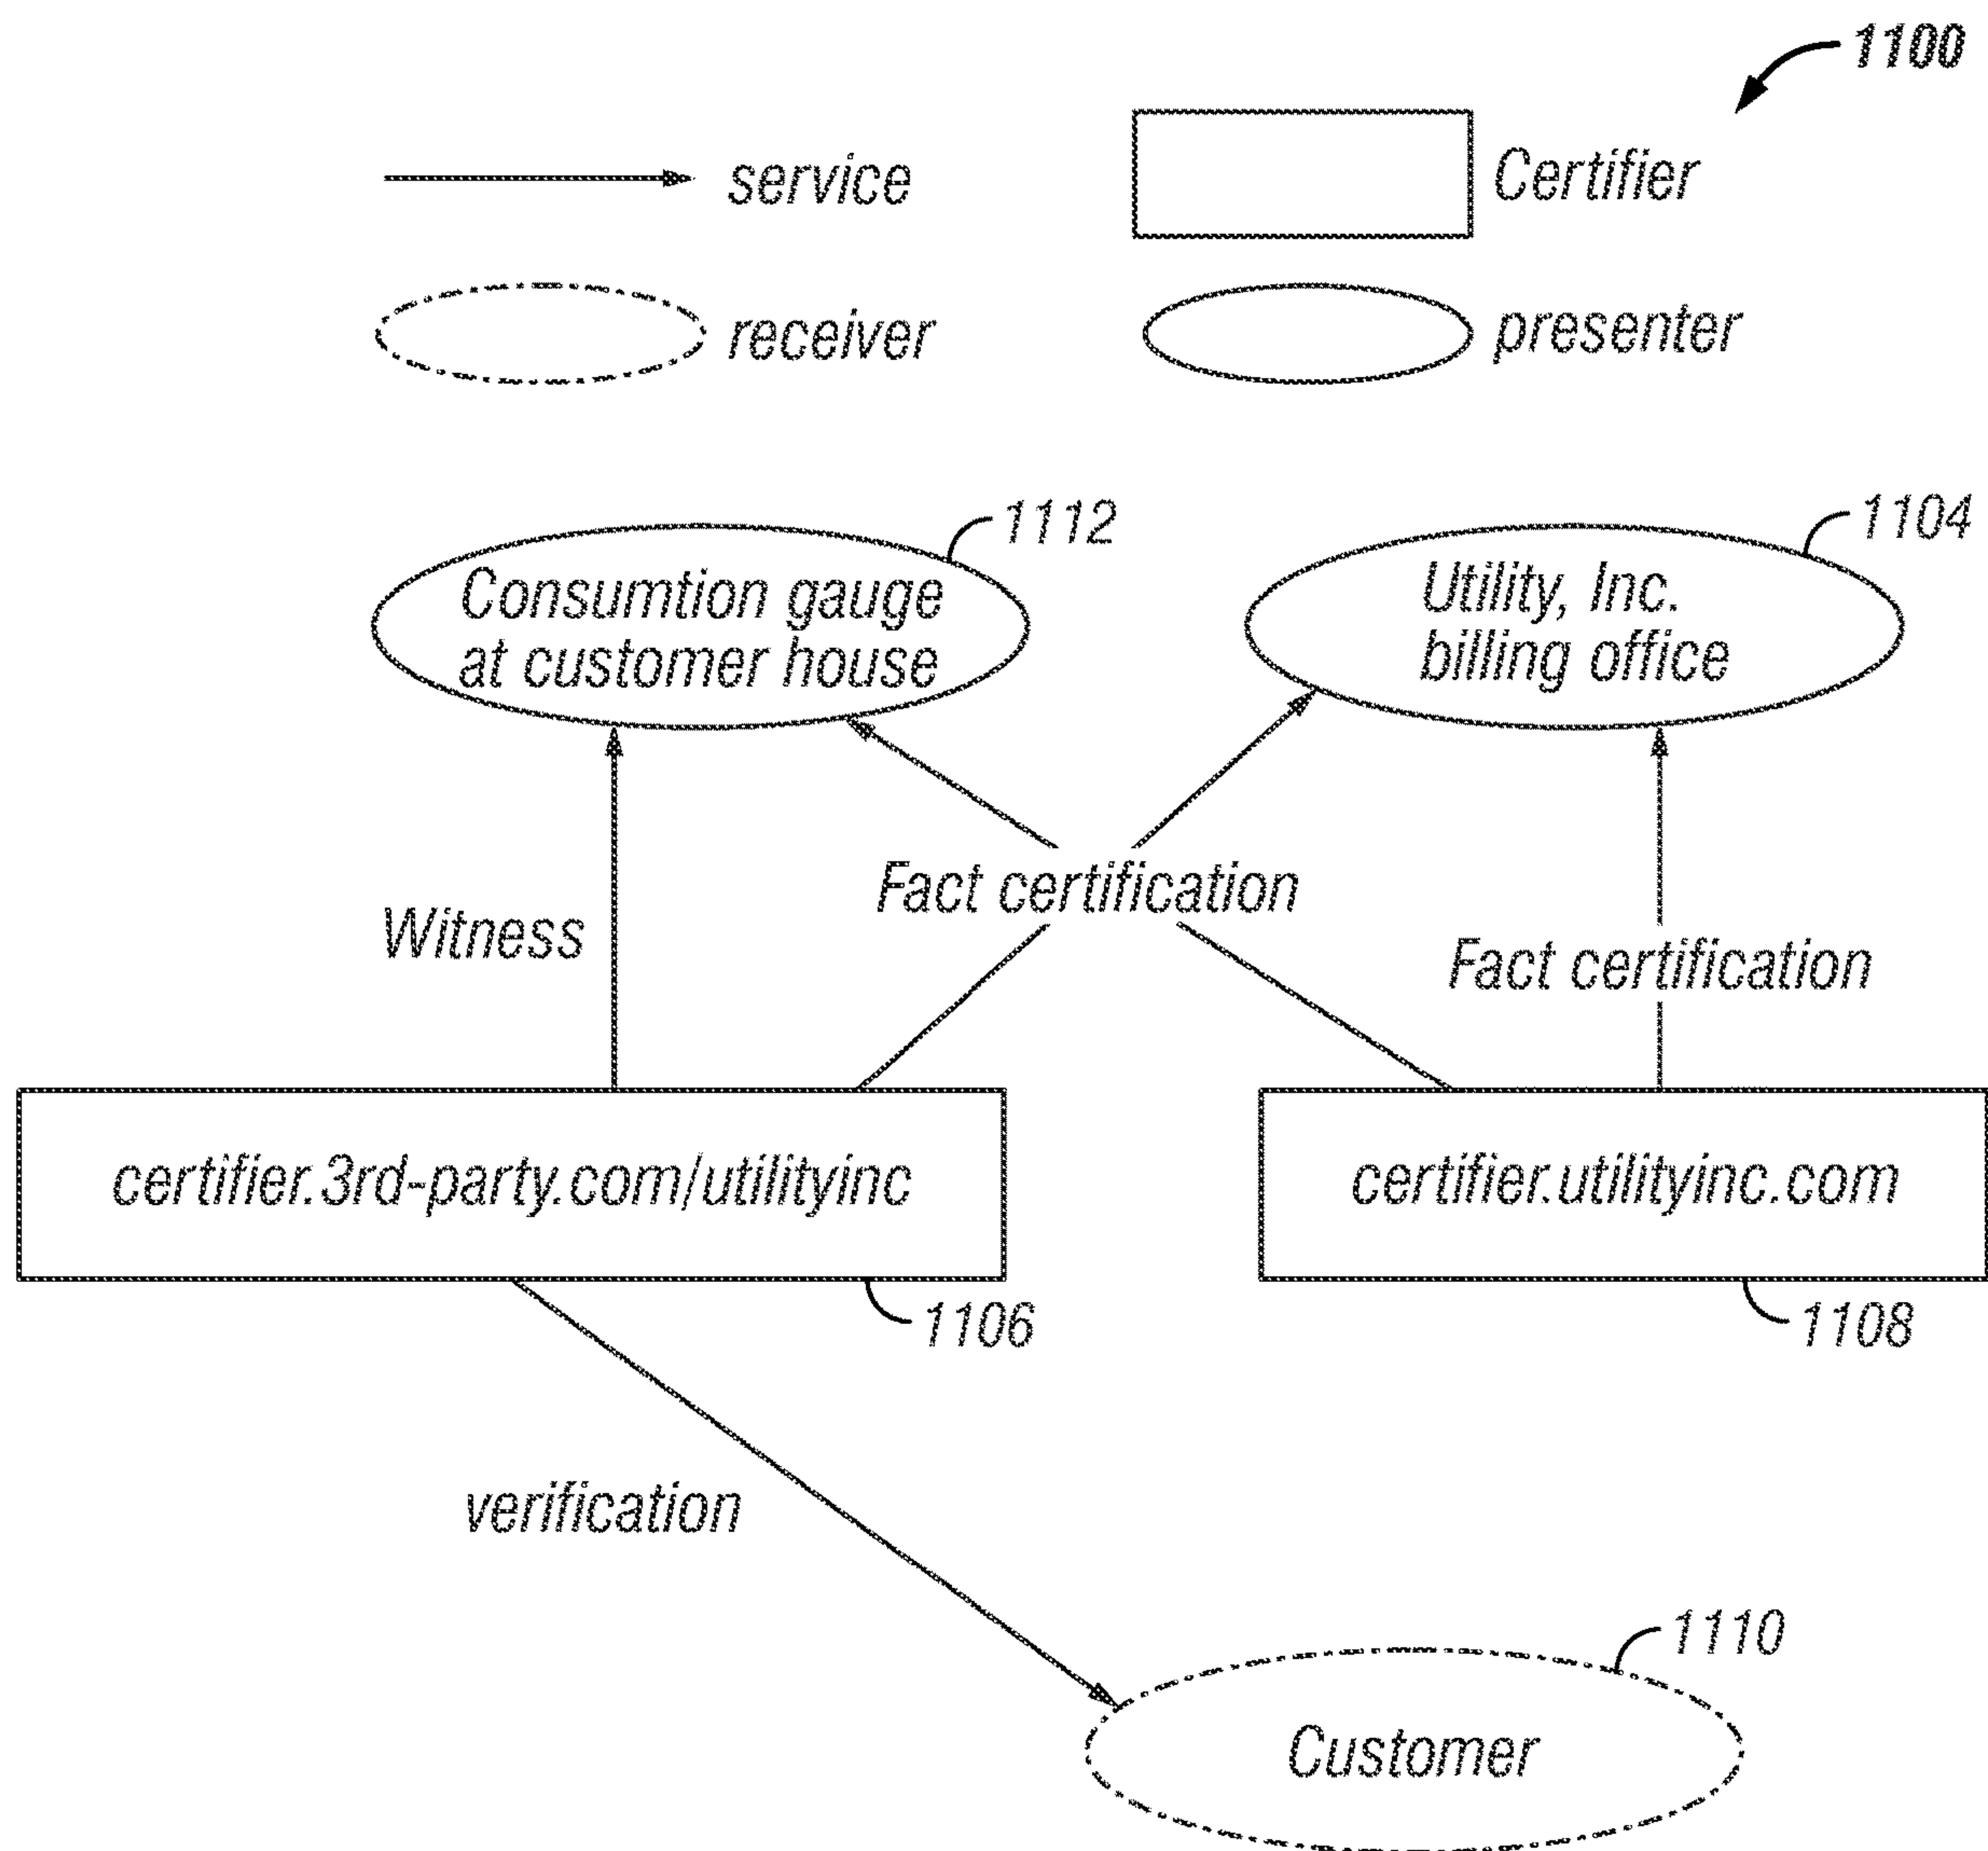 1100
service
Certifier
receiver
presenter
1112
1104
Consumtion gauge
at customer house
Utility, Inc.
billing office
Fact certification
Witness
Fact certification
certifier.3rd-party.com/utilityinc
certifier.utilityinc.com
1106
1108
verification
1110
Customer